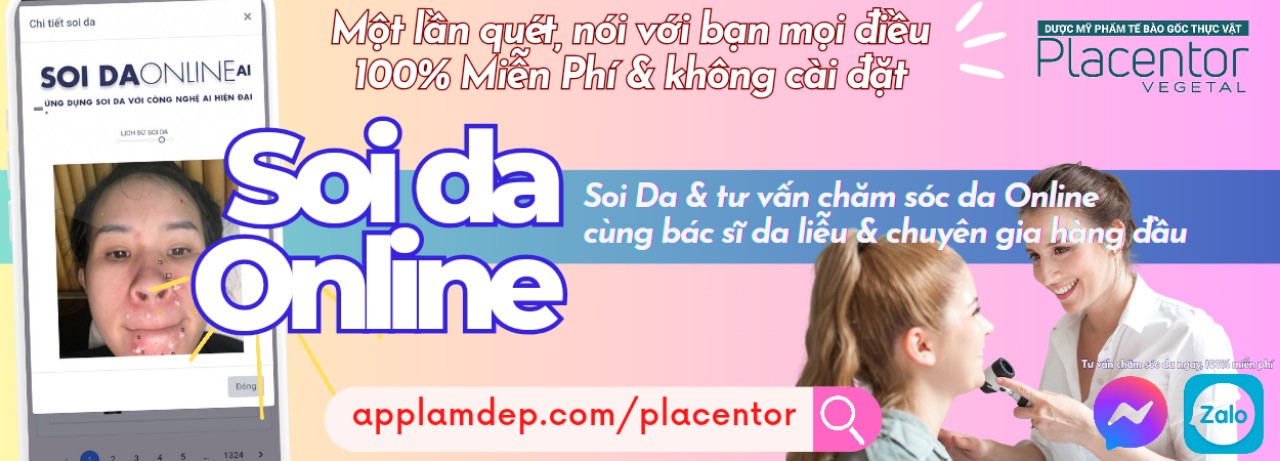 Chi tiết soi da
×
SOI DAONLINEAI
ỨNG DỤNG SOI DA VỚI CÔNG NGHỆ AI HIỆN ĐẠI
LỊCH SỬ SOI DA
Đóng
1 2 3 4 5 ... 1324 >
Một lần quét, nói với bạn mọi điều
100% Miễn Phí & không cài đặt
DƯỢC MỸ PHẨM TẾ BÀO GỐC THỰC VẬT
Placentor
VEGETAL
Soi da
Online
Soi Da & tư vấn chăm sóc da Online
cùng bác sĩ da liễu & chuyên gia hàng đầu
applamdep.com/placentor
Tư vấn chăm sóc da ngay, 100% miễn phí
Zalo